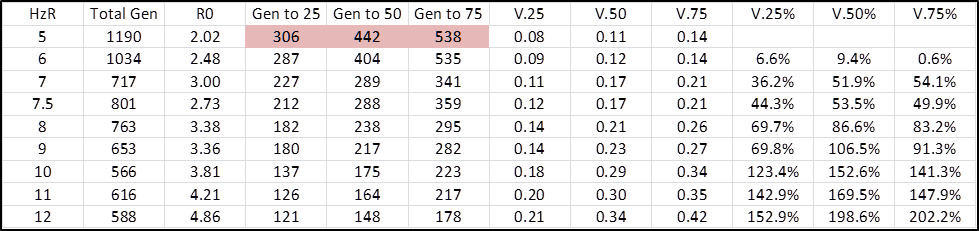 HzR Total Gen R0 Gen to 25 Gen to 50 Gen to 75 V.25 V.50 V.75 V.25% V.50% V.75%
5 1190 2.02 306 442 538 0.08 0.11 0.14
6 1034 2.48 287 404 535 0.09 0.12 0.14 6.6% 9.4% 0.6%
7 717 3.00 227 289 341 0.11 0.17 0.21 36.2% 51.9% 54.1%
7.5 801 2.73 212 288 359 0.12 0.17 0.21 44.3% 53.5% 49.9%
8 763 3.38 182 238 295 0.14 0.21 0.26 69.7% 86.6% 83.2%
9 653 3.36 180 217 282 0.14 0.23 0.27 69.8% 106.5% 91.3%
10 566 3.81 137 175 223 0.18 0.29 0.34 123.4% 152.6% 141.3%
11 616 4.21 126 164 217 0.20 0.30 0.35 142.9% 169.5% 147.9%
12 588 4.86 121 148 178 0.21 0.34 0.42 152.9% 198.6% 202.2%